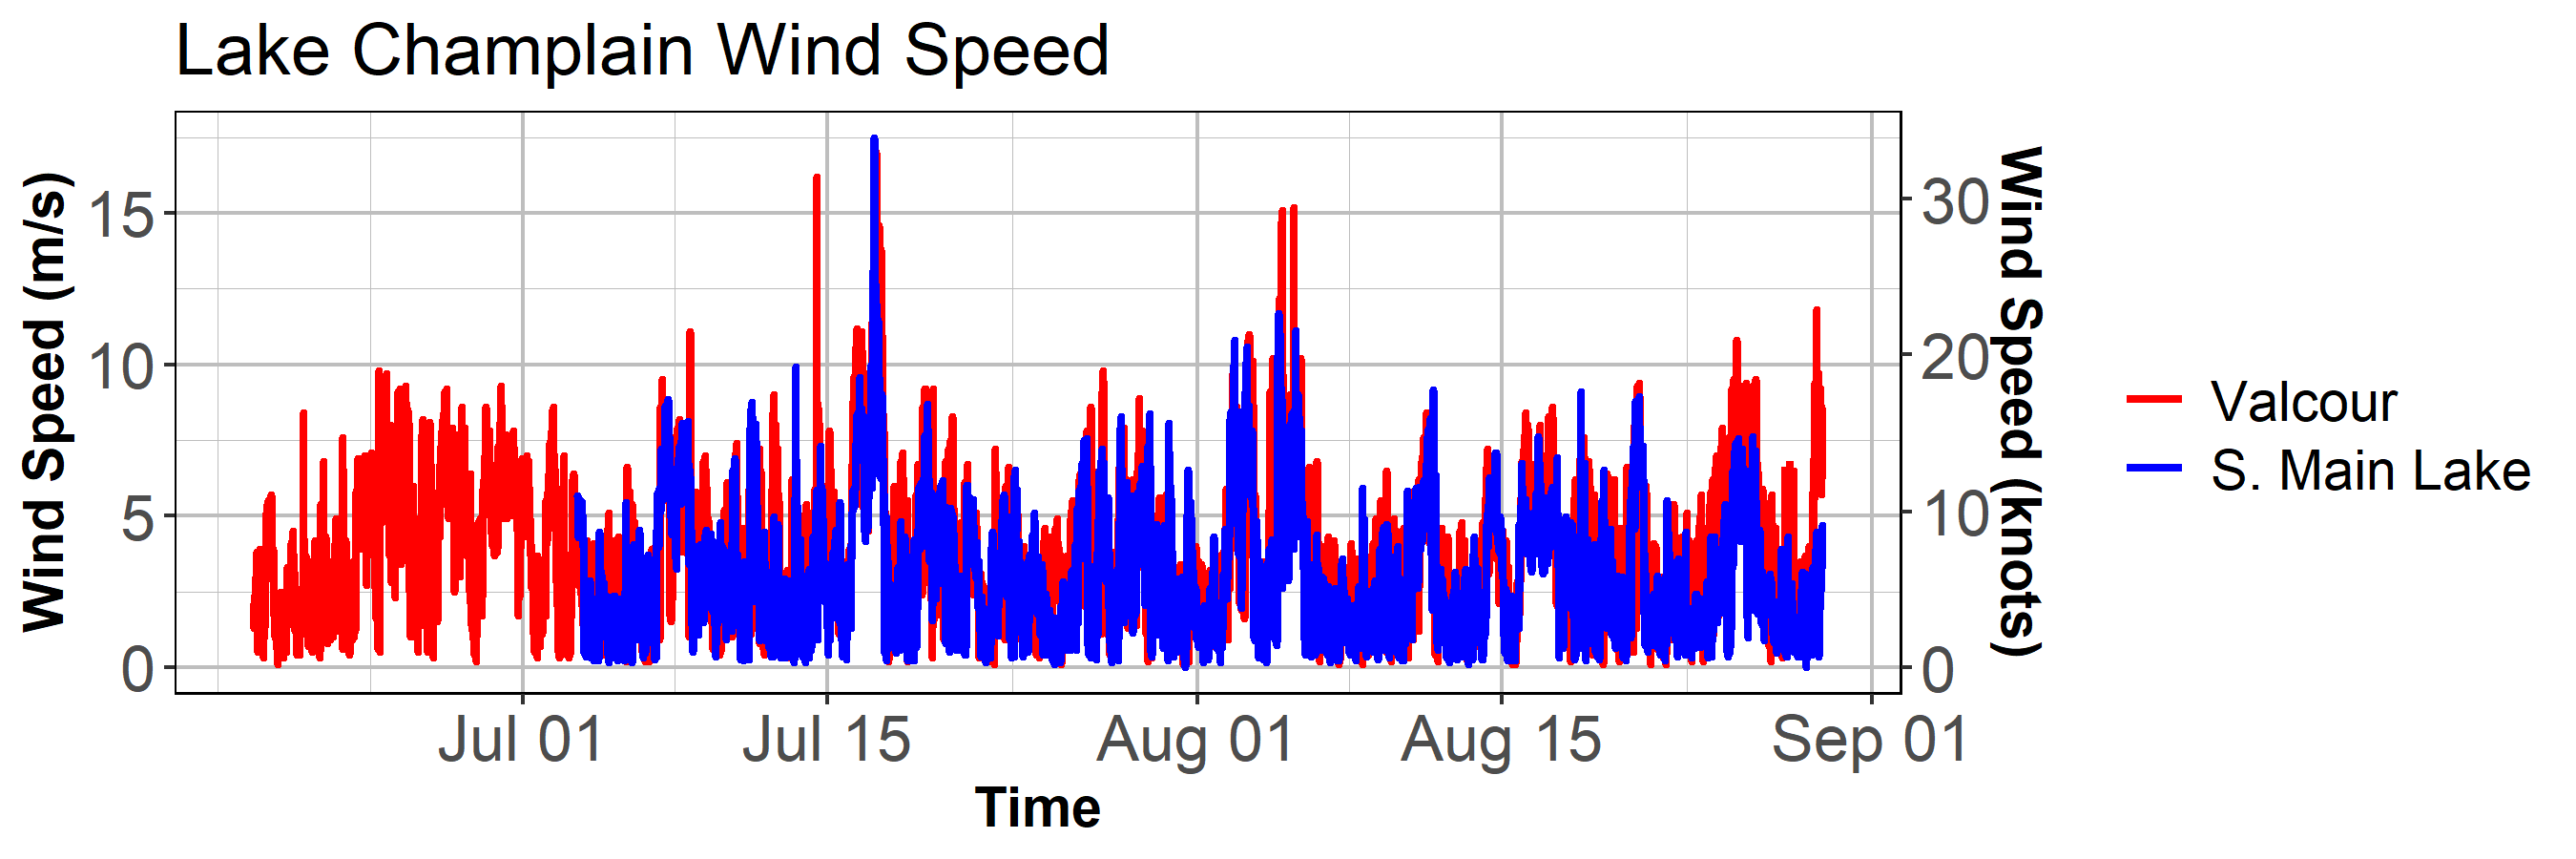 Lake Champlain Wind Speed
Wind Speed (m/s)
15
10
5
0
30
20
10
0
Wind Speed (knots)
Jul 01
Jul 15
Aug 01
Aug 15
Sep 01
Time
Valcour
S. Main Lake